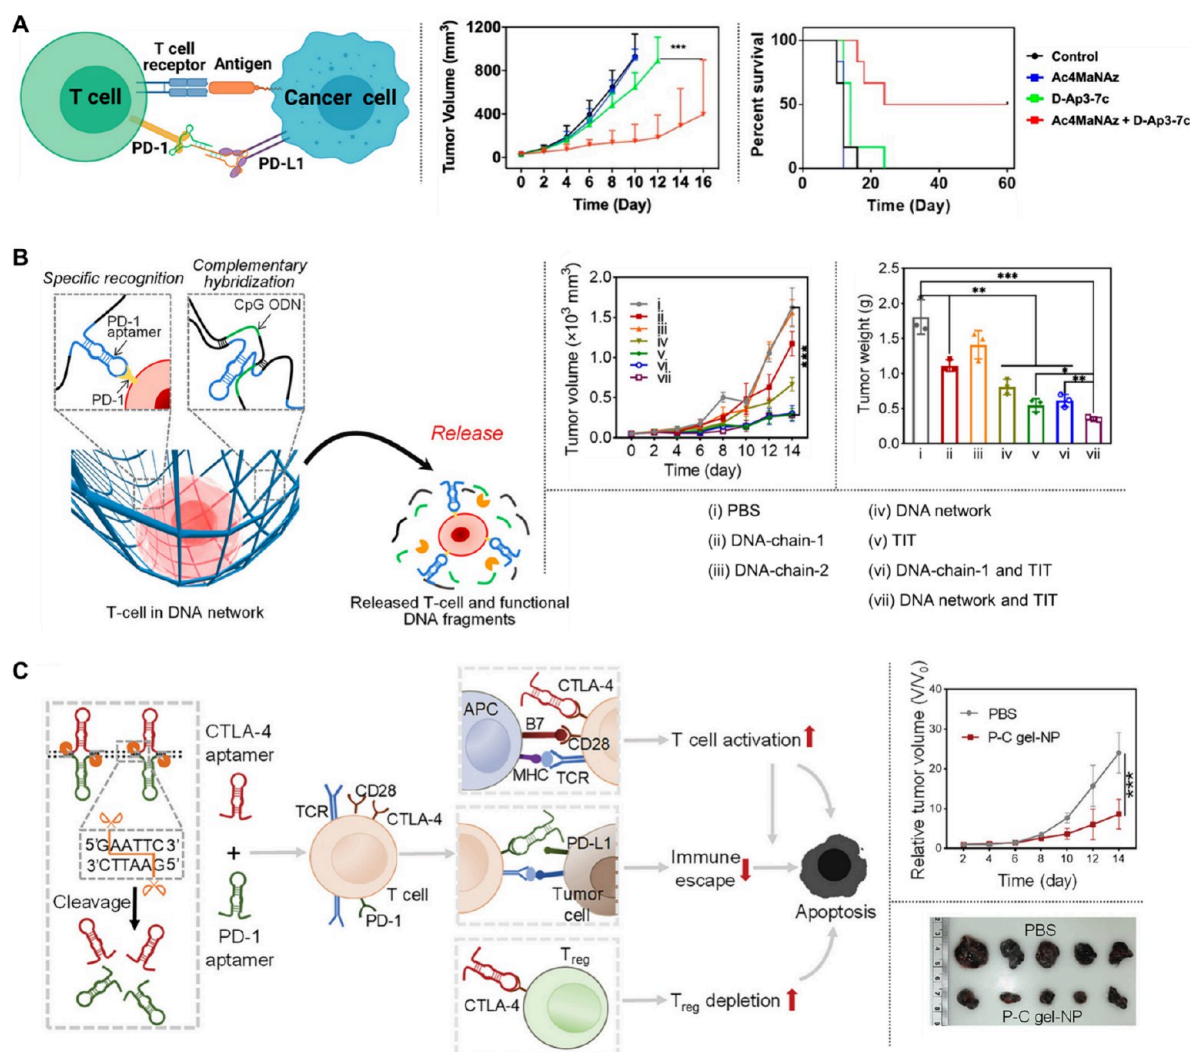 A
T cell
receptor
Antigen
T cell
Cancer cell
PD-1
PD-L1
Tumor Volume (mm³)
1200
800
400
0
***
0 2 4 6 8 10 12 14 16
Time (Day)
Percent survival
100
50
0
0 20 40 60
Time (Day)
Control
Ac4MaNAz
D-Ap3-7c
Ac4MaNAz + D-Ap3-7c
B
Specific recognition
Complementary
hybridization
CpG ODN
PD-1
aptamer
PD-1
Release
T-cell in DNA network
Released T-cell and functional
DNA fragments
Tumor volume (×10³ mm³)
2.0
1.5
1.0
0.5
0.0
i.
ii.
iii
iv
v.
vi.
vii
***
0 2 4 6 8 10 12 14
Time (day)
Tumor weight (g)
2.5
2.0
1.5
1.0
0.5
0.0
***
**
*
**
i ii iii iv v vi vii
(i) PBS
(ii) DNA-chain-1
(iii) DNA-chain-2
(iv) DNA network
(v) TIT
(vi) DNA-chain-1 and TIT
(vii) DNA network and TIT
C
CTLA-4
aptamer
+
PD-1
aptamer
5'GAATTC3'
3'CTTAAG5'
Cleavage
TCR
CD28
CTLA-4
T cell
PD-1
APC
CTLA-4
B7
CD28
MHC
TCR
PD-L1
Tumor
cell
Treg
CTLA-4
T cell activation
Immune
escape
Treg depletion
Apoptosis
Relative tumor volume (V/V₀)
40
30
20
10
0
PBS
P-C gel-NP
***
2 4 6 8 10 12 14
Time (day)
PBS
P-C gel-NP